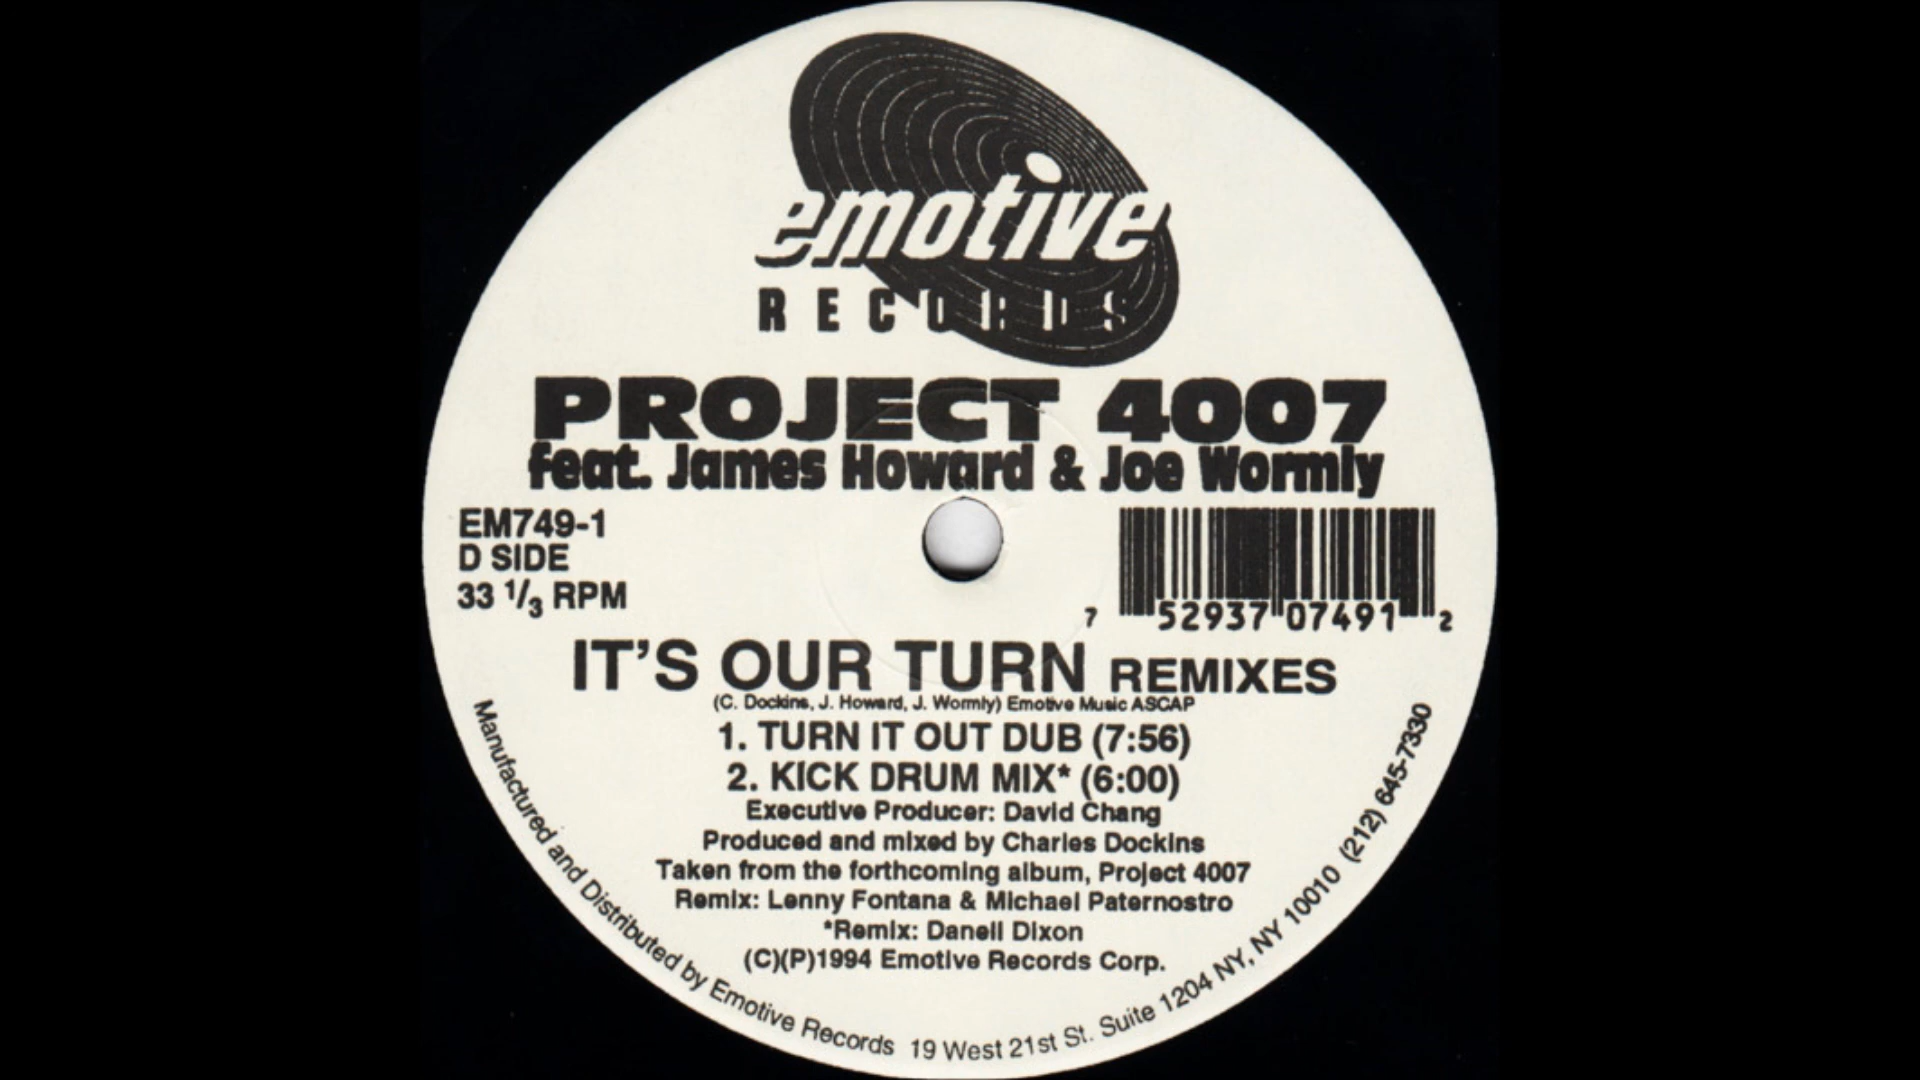 emotive
RECORDS
PROJECT 4007
feat. James Howard & Joe Wormly
EM749-1
D SIDE
33 1/3 RPM
7 52937 07491 2
IT'S OUR TURN REMIXES
(C. Dockins, J. Howard, J. Wormly) Emotive Music ASCAP
1. TURN IT OUT DUB (7:56)
2. KICK DRUM MIX* (6:00)
Executive Producer: David Chang
Produced and mixed by Charles Dockins
Taken from the forthcoming album, Project 4007
Remix: Lenny Fontana & Michael Paternostro
*Remix: Danell Dixon
(C)(P)1994 Emotive Records Corp.
Manufactured and Distributed by Emotive Records 19 West 21st St. Suite 1204 NY, NY 10010 (212) 645-7330